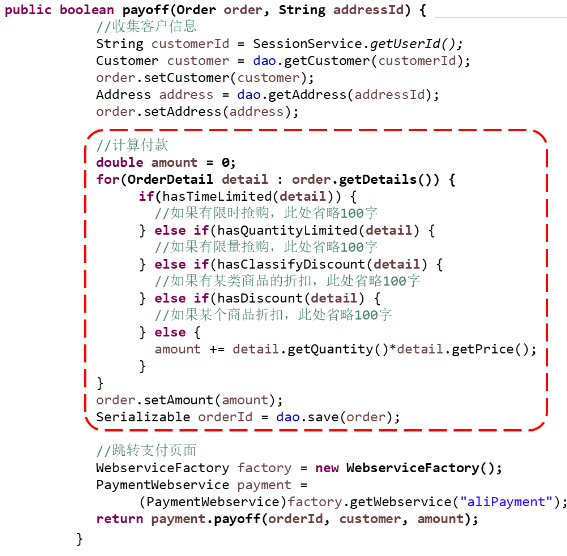 public boolean payoff(Order order, String addressId) {
//收集客户信息
String customerId = SessionService.getUserId();
Customer customer = dao.getCustomer(customerId);
order.setCustomer(customer);
Address address = dao.getAddress(addressId);
order.setAddress(address);
//计算付款
double amount = 0;
for(OrderDetail detail : order.getDetails()) {
if(hasTimeLimited(detail)) {
//如果有限时抢购，此处省略100字
} else if(hasQuantityLimited(detail) {
//如果有限量抢购，此处省略100字
} else if(hasClassifyDiscount(detail) {
//如果有某类商品的折扣，此处省略100字
} else if(hasDiscount(detail) {
//如果某个商品折扣，此处省略100字
} else {
amount += detail.getQuantity()*detail.getPrice();
}
}
order.setAmount(amount);
Serializable orderId = dao.save(order);
//跳转支付页面
WebserviceFactory factory = new WebserviceFactory();
PaymentWebservice payment =
(PaymentWebservice)factory.getWebservice("aliPayment");
return payment.payoff(orderId, customer, amount);
}